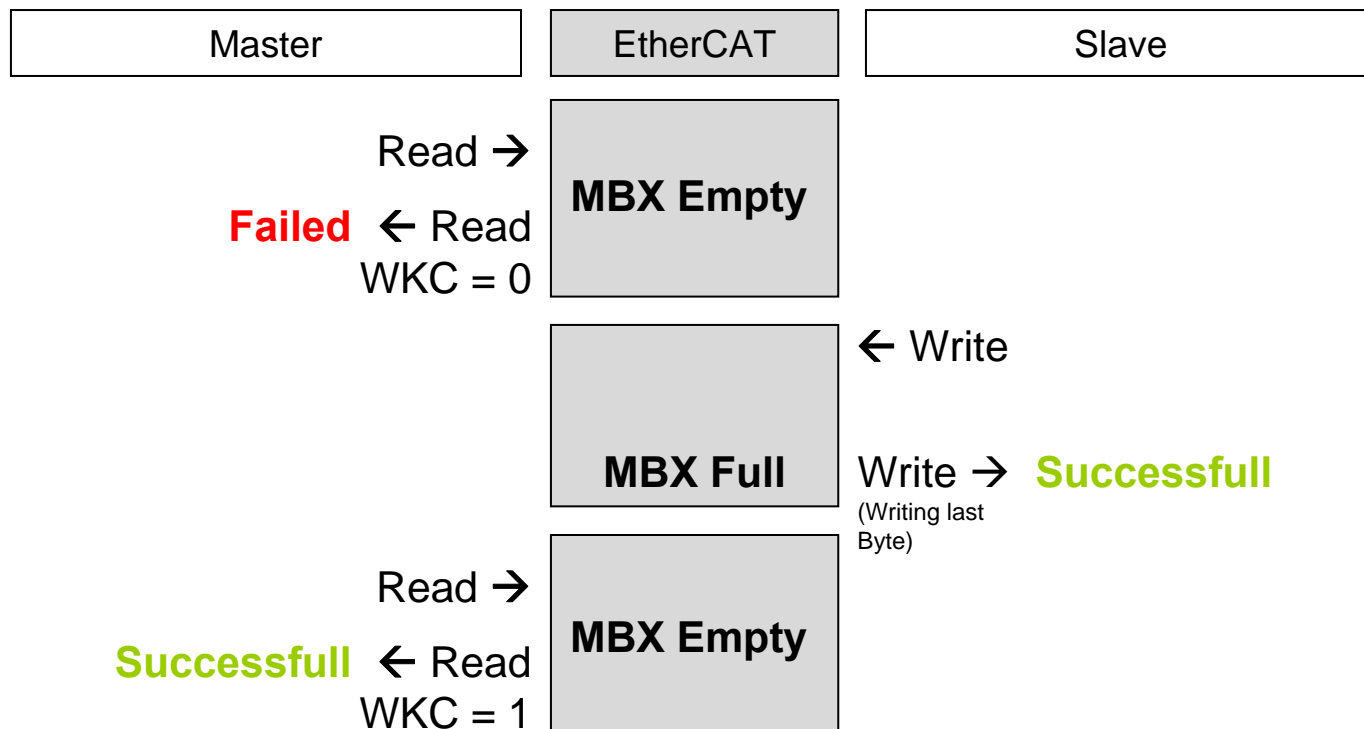 Master
EtherCAT
Slave
Read →
MBX Empty
Failed ← Read
WKC = 0
← Write
MBX Full
Write → Successfull
(Writing last
Byte)
Read →
MBX Empty
Successfull ← Read
WKC = 1